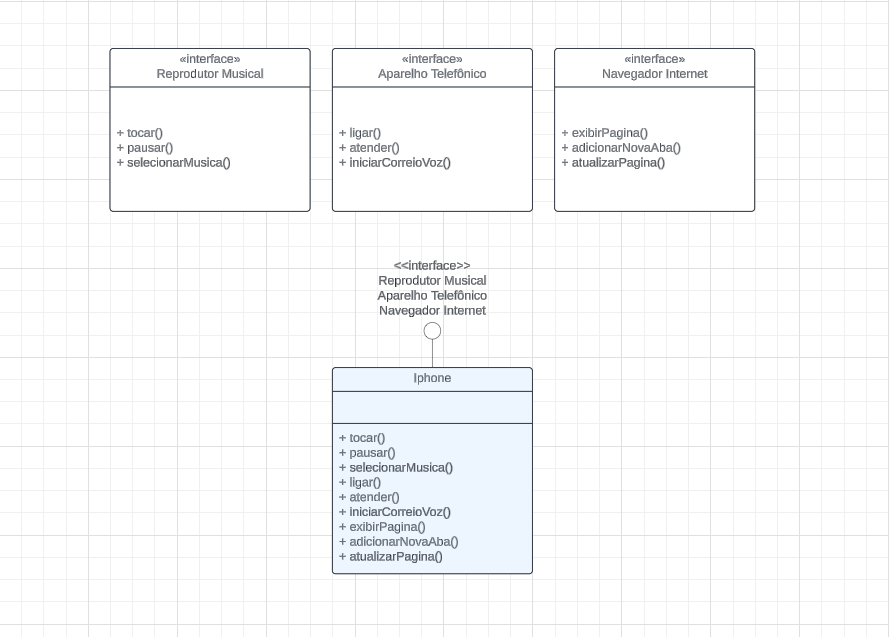 «interface»
Reprodutor Musical
+ tocar()
+ pausar()
+ selecionarMusica()
«interface»
Aparelho Telefônico
+ ligar()
+ atender()
+ iniciarCorreioVoz()
«interface»
Navegador Internet
+ exibirPagina()
+ adicionarNovaAba()
+ atualizarPagina()
<<interface>>
Reprodutor Musical
Aparelho Telefônico
Navegador Internet
Iphone
+ tocar()
+ pausar()
+ selecionarMusica()
+ ligar()
+ atender()
+ iniciarCorreioVoz()
+ exibirPagina()
+ adicionarNovaAba()
+ atualizarPagina()